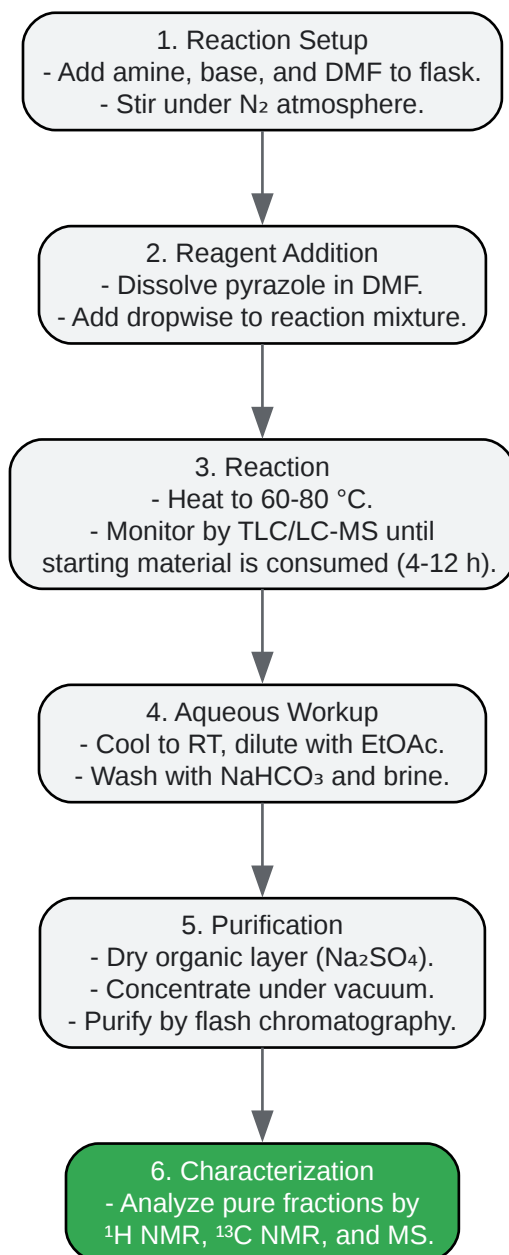 1. Reaction Setup
- Add amine, base, and DMF to flask.
- Stir under N₂ atmosphere.
2. Reagent Addition
- Dissolve pyrazole in DMF.
- Add dropwise to reaction mixture.
3. Reaction
- Heat to 60-80 °C.
- Monitor by TLC/LC-MS until
starting material is consumed (4-12 h).
4. Aqueous Workup
- Cool to RT, dilute with EtOAc.
- Wash with NaHCO₃ and brine.
5. Purification
- Dry organic layer (Na₂SO₄).
- Concentrate under vacuum.
- Purify by flash chromatography.
6. Characterization
- Analyze pure fractions by
¹H NMR, ¹³C NMR, and MS.